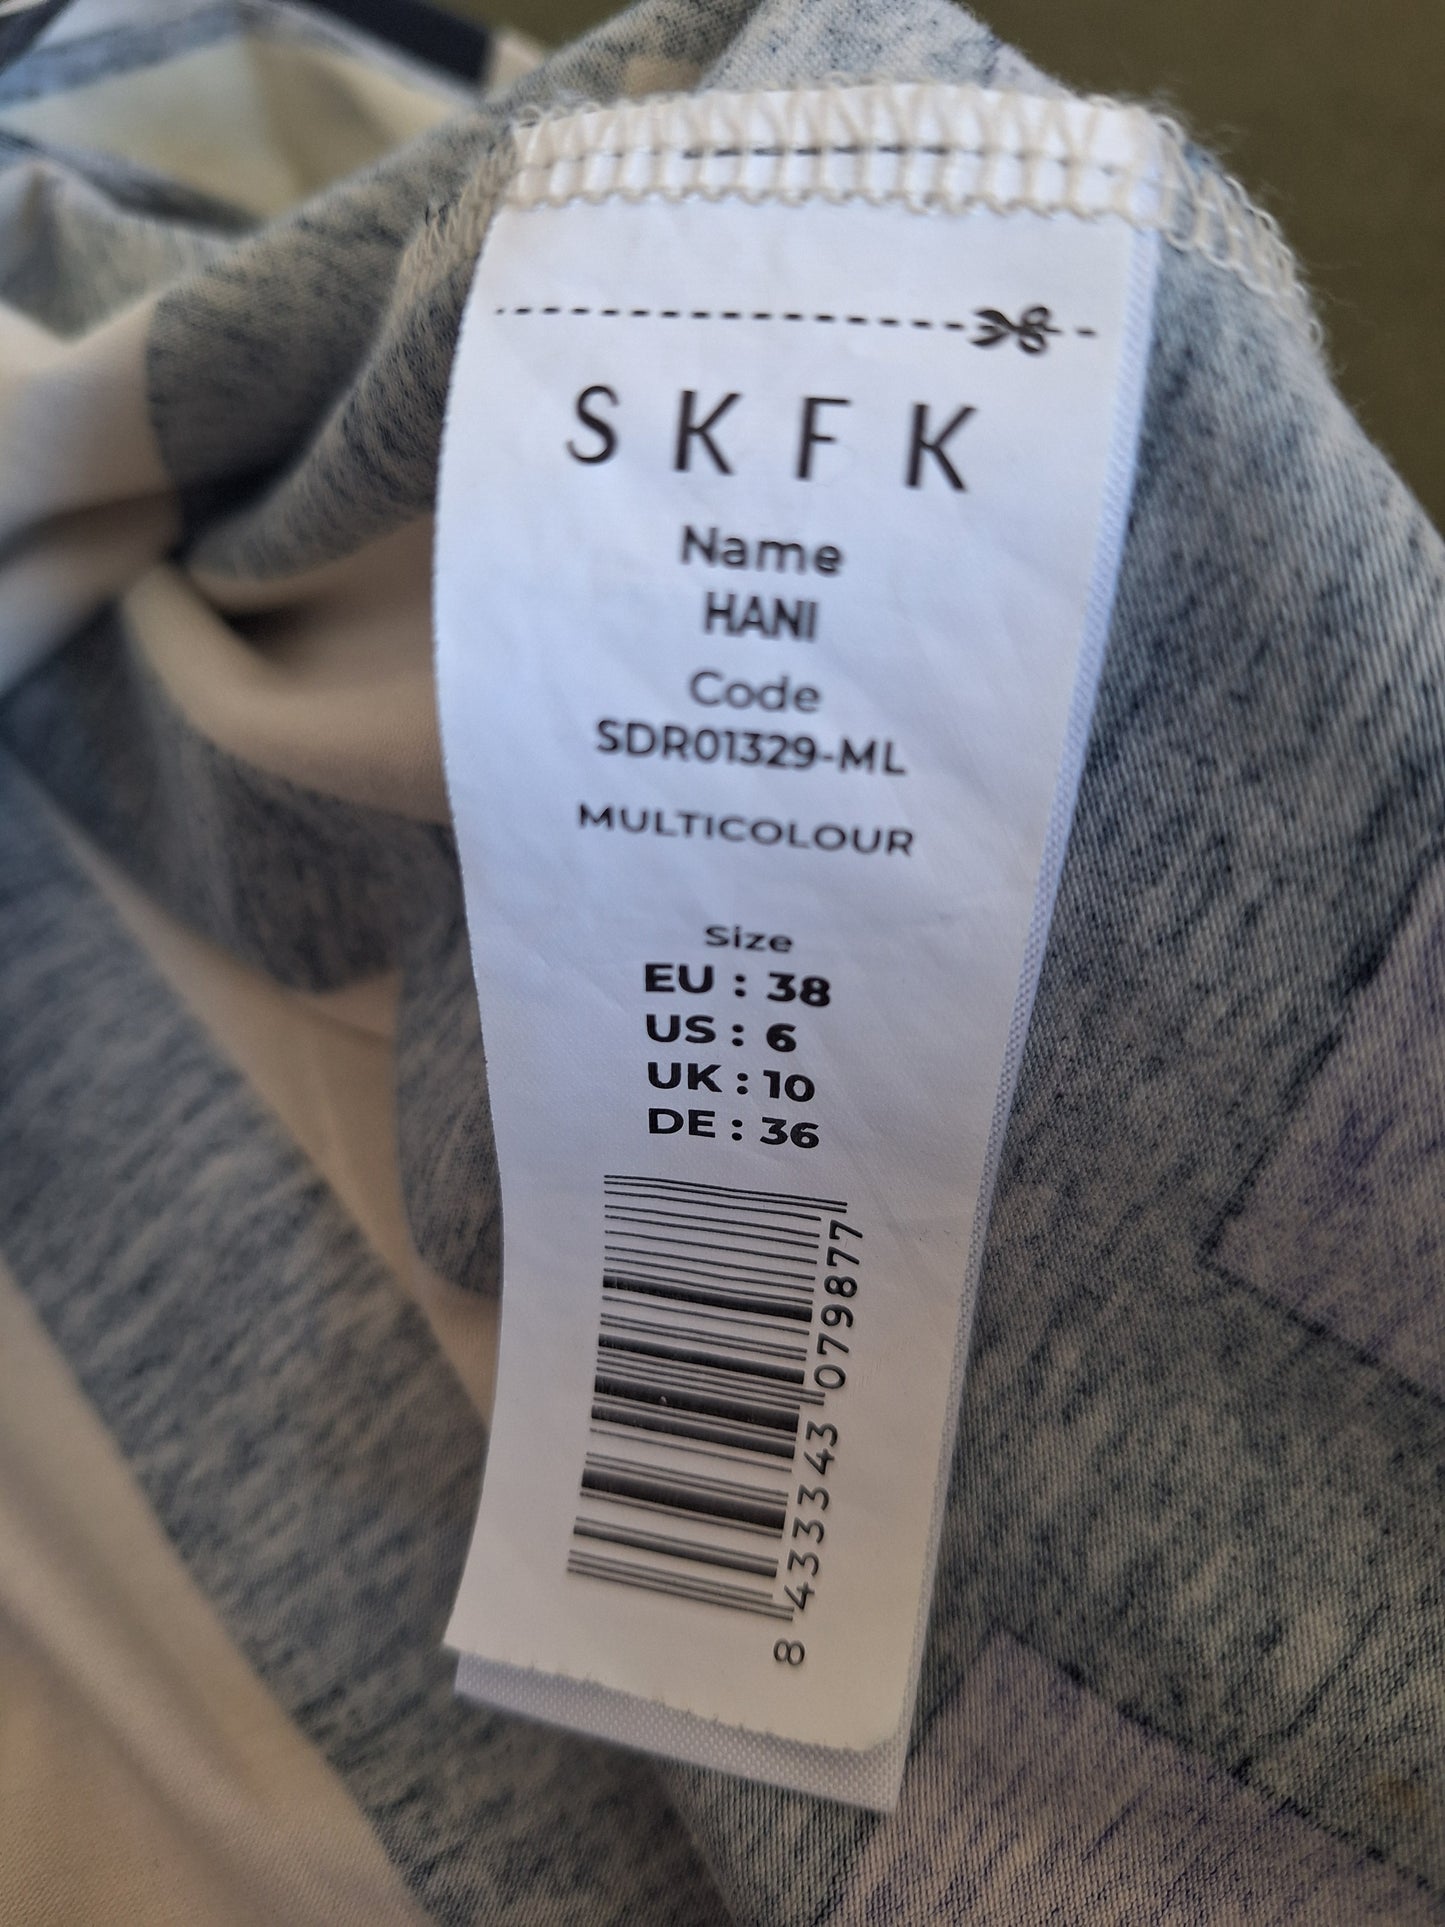 SKFK
Name
HANI
Code
SDR01329-ML
MULTICOLOUR
Size
EU : 38
US : 6
UK : 10
DE : 36
8 433343 079877